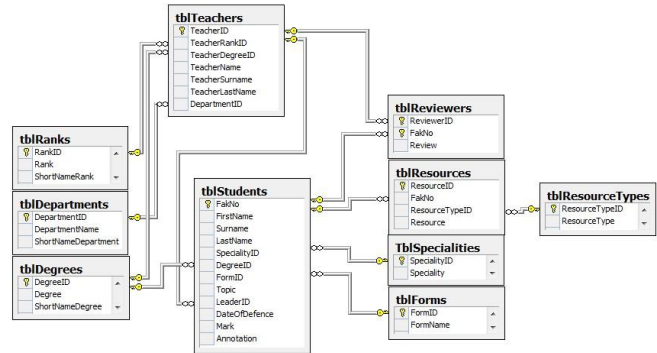 tblTeachers
TeacherID
TeacherRankID
TeacherDegreeID
TeacherName
TeacherSurname
TeacherLastName
DepartmentID
tblRanks
RankID
Rank
ShortNameRank
tblDepartments
DepartmentID
DepartmentName
ShortNameDepartment
tblDegrees
DegreeID
Degree
ShortNameDegree
tblStudents
FakNo
FirstName
Surname
LastName
SpecialityID
DegreeID
FormID
Topic
LeaderID
DateOfDefence
Mark
Annotation
tblReviewers
ReviewerID
FakNo
Review
tblResources
ResourceID
FakNo
ResourceTypeID
Resource
TblSpecialities
SpecialityID
Speciality
tblForms
FormID
FormName
tblResourceTypes
ResourceTypeID
ResourceType